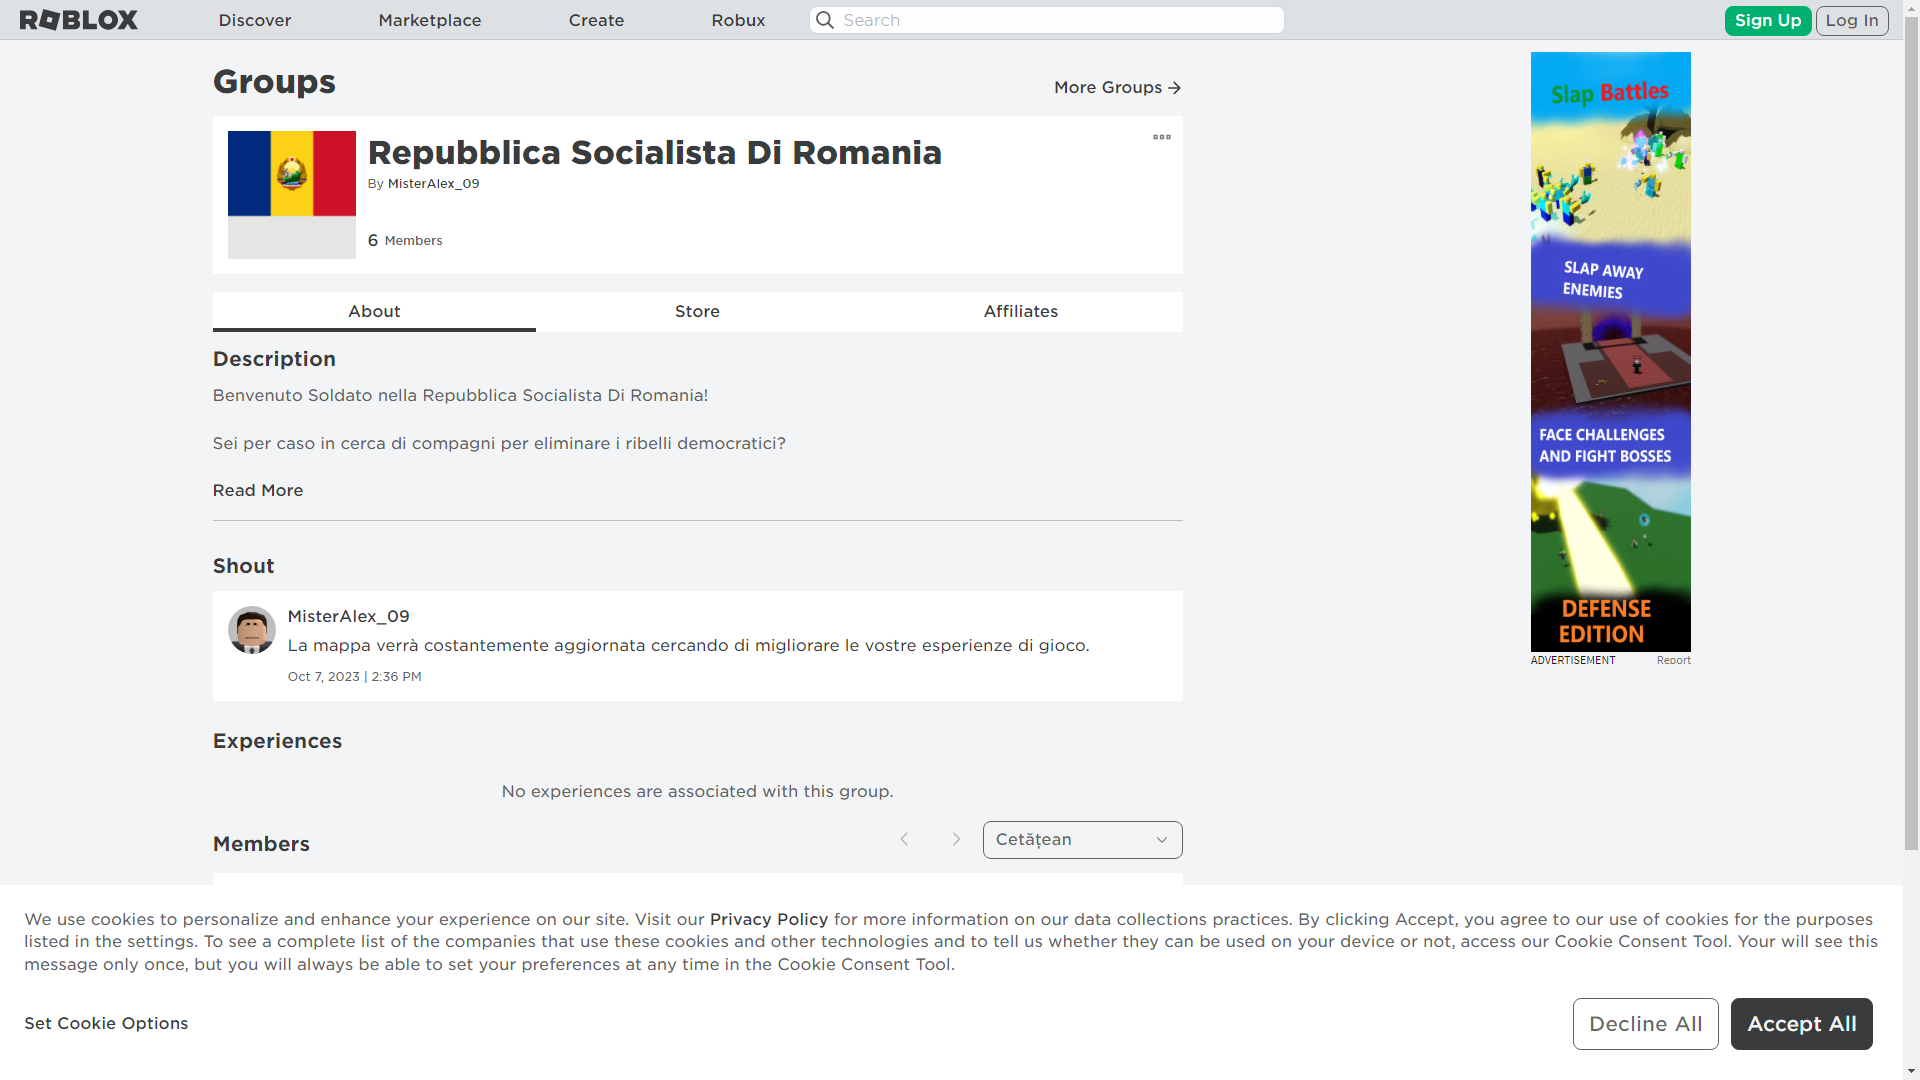 ROBLOX
Discover
Marketplace
Create
Robux
Search
Sign Up
Log In
Groups
More Groups
Repubblica Socialista Di Romania
By MisterAlex_09
6 Members
About
Store
Affiliates
Description
Benvenuto Soldato nella Repubblica Socialista Di Romania!
Sei per caso in cerca di compagni per eliminare i ribelli democratici?
Read More
Shout
MisterAlex_09
La mappa verrà costantemente aggiornata cercando di migliorare le vostre esperienze di gioco.
Oct 7, 2023 | 2:36 PM
Experiences
No experiences are associated with this group.
Members
Cetățean
Slap Battles
SLAP AWAY
ENEMIES
FACE CHALLENGES
AND FIGHT BOSSES
DEFENSE
EDITION
ADVERTISEMENT
Report
We use cookies to personalize and enhance your experience on our site. Visit our Privacy Policy for more information on our data collections practices. By clicking Accept, you agree to our use of cookies for the purposes
listed in the settings. To see a complete list of the companies that use these cookies and other technologies and to tell us whether they can be used on your device or not, access our Cookie Consent Tool. Your will see this
message only once, but you will always be able to set your preferences at any time in the Cookie Consent Tool.
Set Cookie Options
Decline All
Accept All